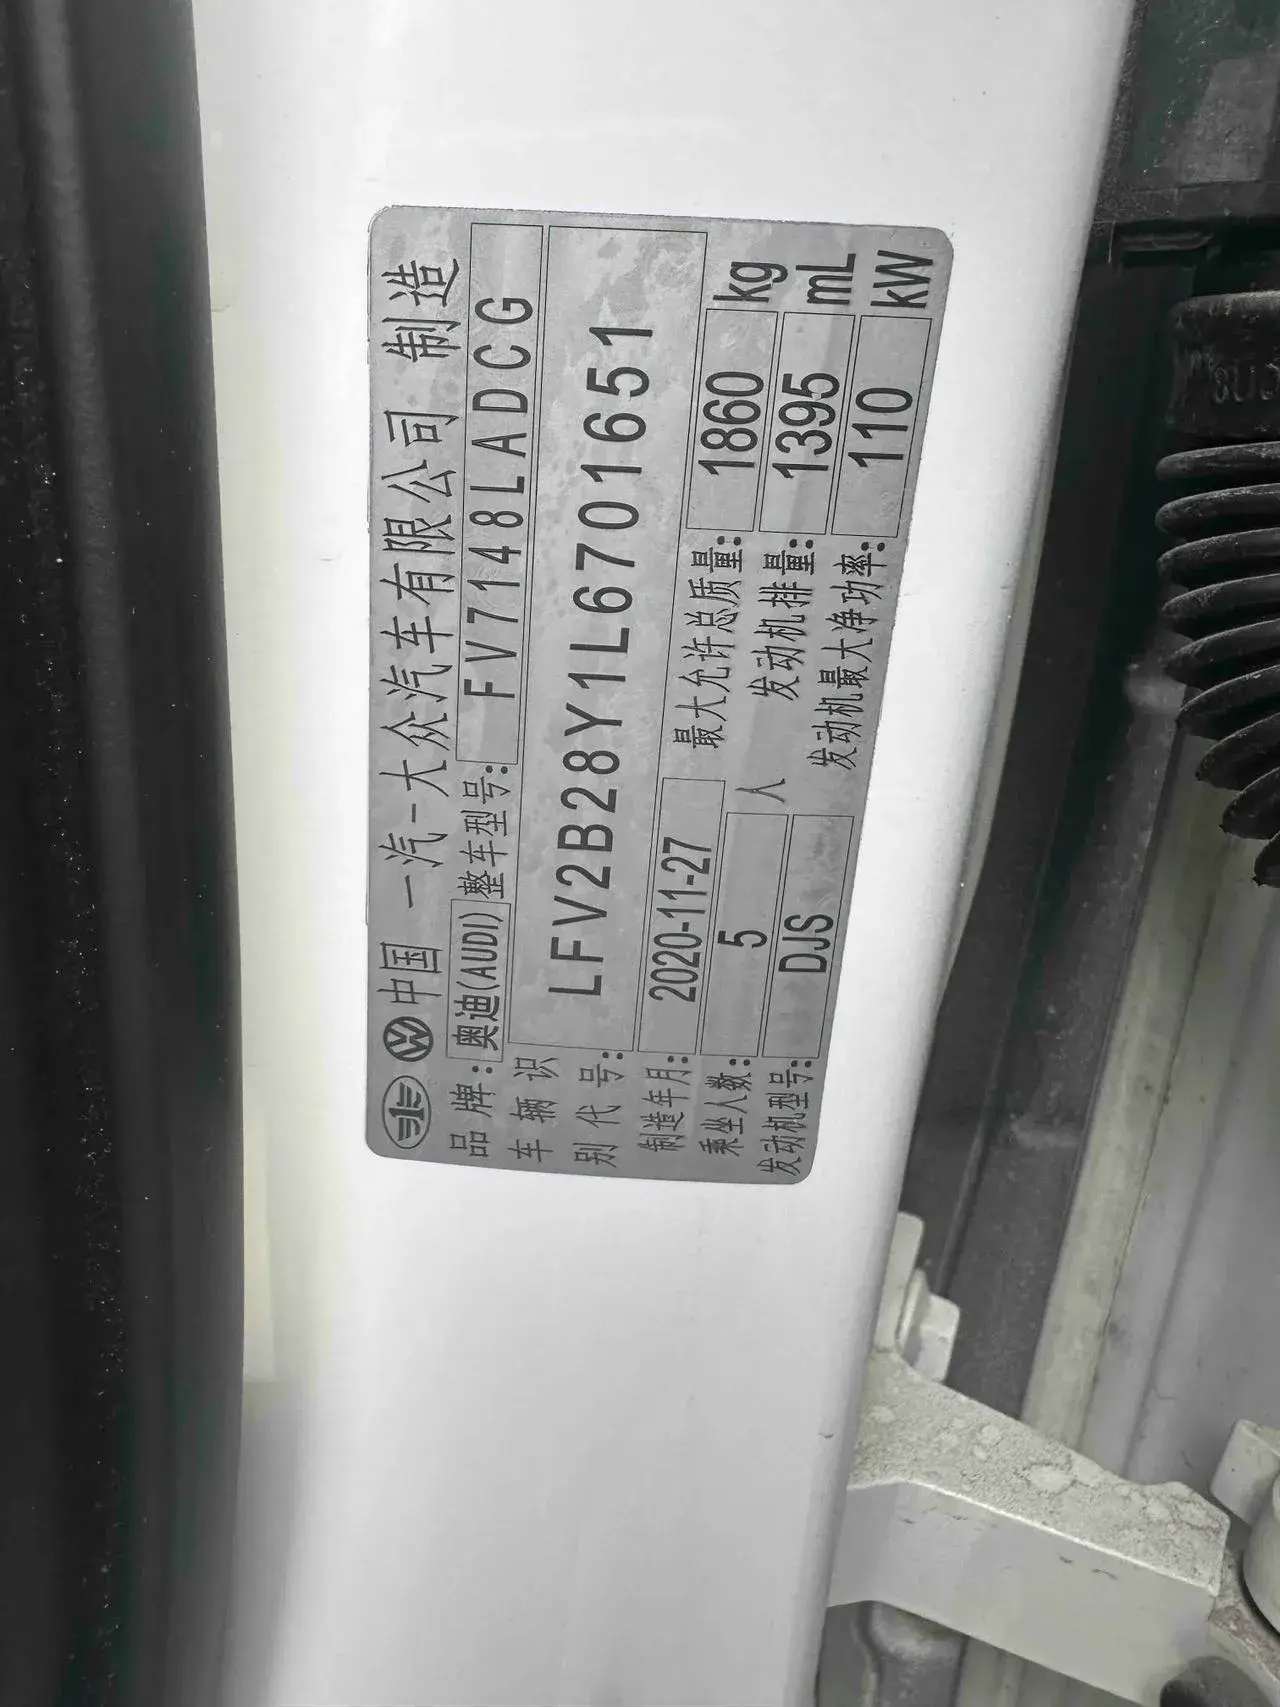 中国 一汽-大众汽车有限公司 制造
品牌: 奥迪(AUDI) 整车型号: FV7148LADCG
车辆识别代号: LFV2B28Y1L6701651
制造年月: 2020-11-27 最大允许总质量: 1860 kg
乘坐人数: 5 人 发动机排量: 1395 mL
发动机型号: DJS 发动机最大净功率: 110 kW